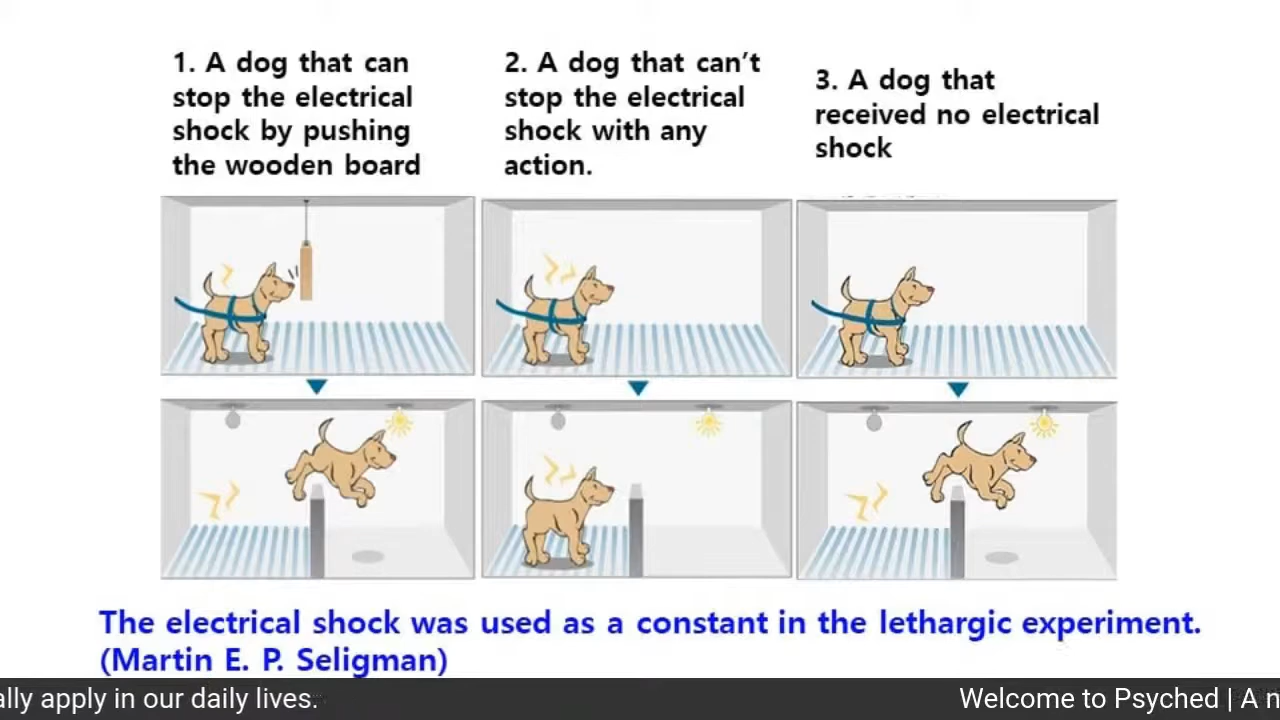 1. A dog that can
stop the electrical
shock by pushing
the wooden board
2. A dog that can’t
stop the electrical
shock with any
action.
3. A dog that
received no electrical
shock
The electrical shock was used as a constant in the lethargic experiment.
(Martin E. P. Seligman)
ally apply in our daily lives.
Welcome to Psyched | A n